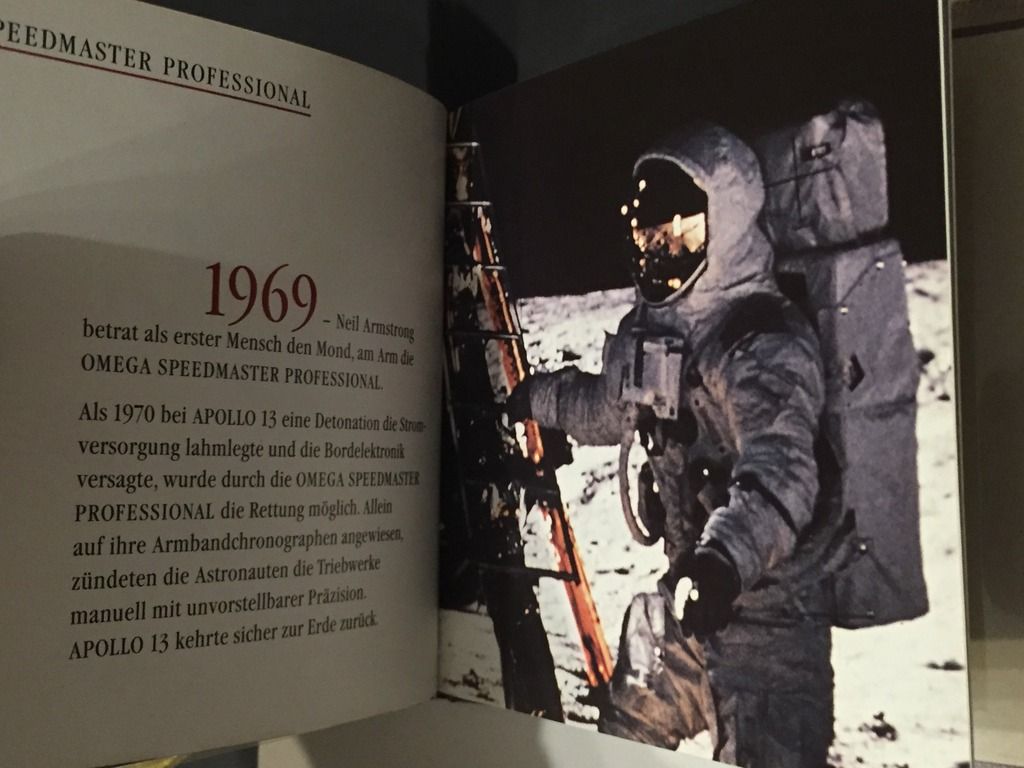 SPEEDMASTER PROFESSIONAL
1969 – Neil Armstrong
betrat als erster Mensch den Mond, am Arm die
OMEGA SPEEDMASTER PROFESSIONAL.
Als 1970 bei APOLLO 13 eine Detonation die Strom-
versorgung lahmlegte und die Bordelektronik
versagte, wurde durch die OMEGA SPEEDMASTER
PROFESSIONAL die Rettung möglich. Allein
auf ihre Armbandchronographen angewiesen,
zündeten die Astronauten die Triebwerke
manuell mit unvorstellbarer Präzision.
APOLLO 13 kehrte sicher zur Erde zurück.